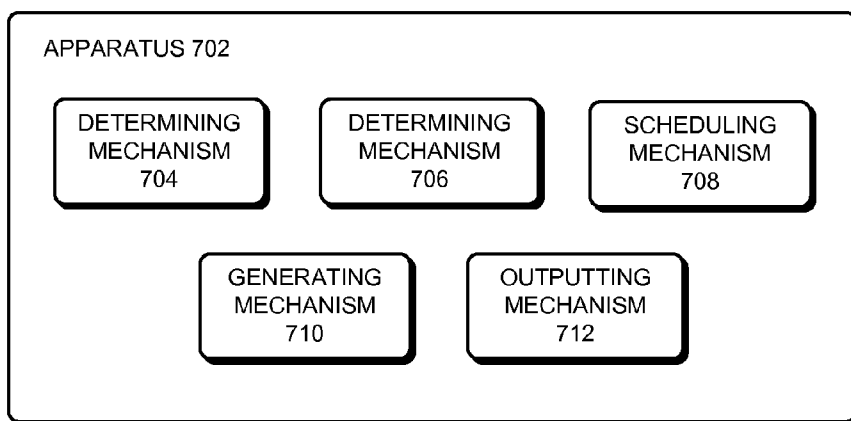 APPARATUS 702
DETERMINING
MECHANISM
704
DETERMINING
MECHANISM
706
SCHEDULING
MECHANISM
708
GENERATING
MECHANISM
710
OUTPUTTING
MECHANISM
712